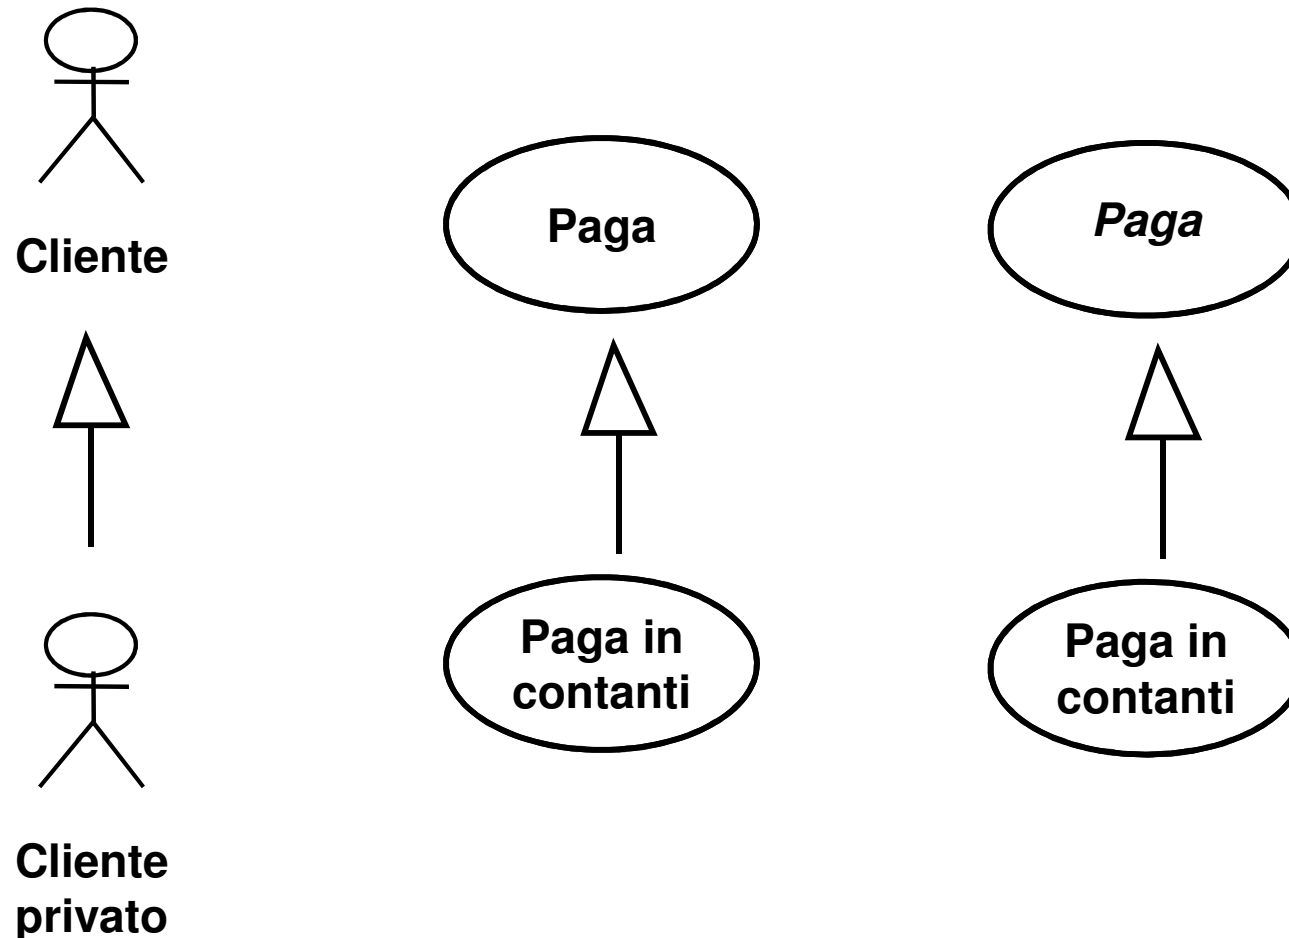 Cliente
Cliente
privato
Paga
Paga in
contanti
Paga
Paga in
contanti